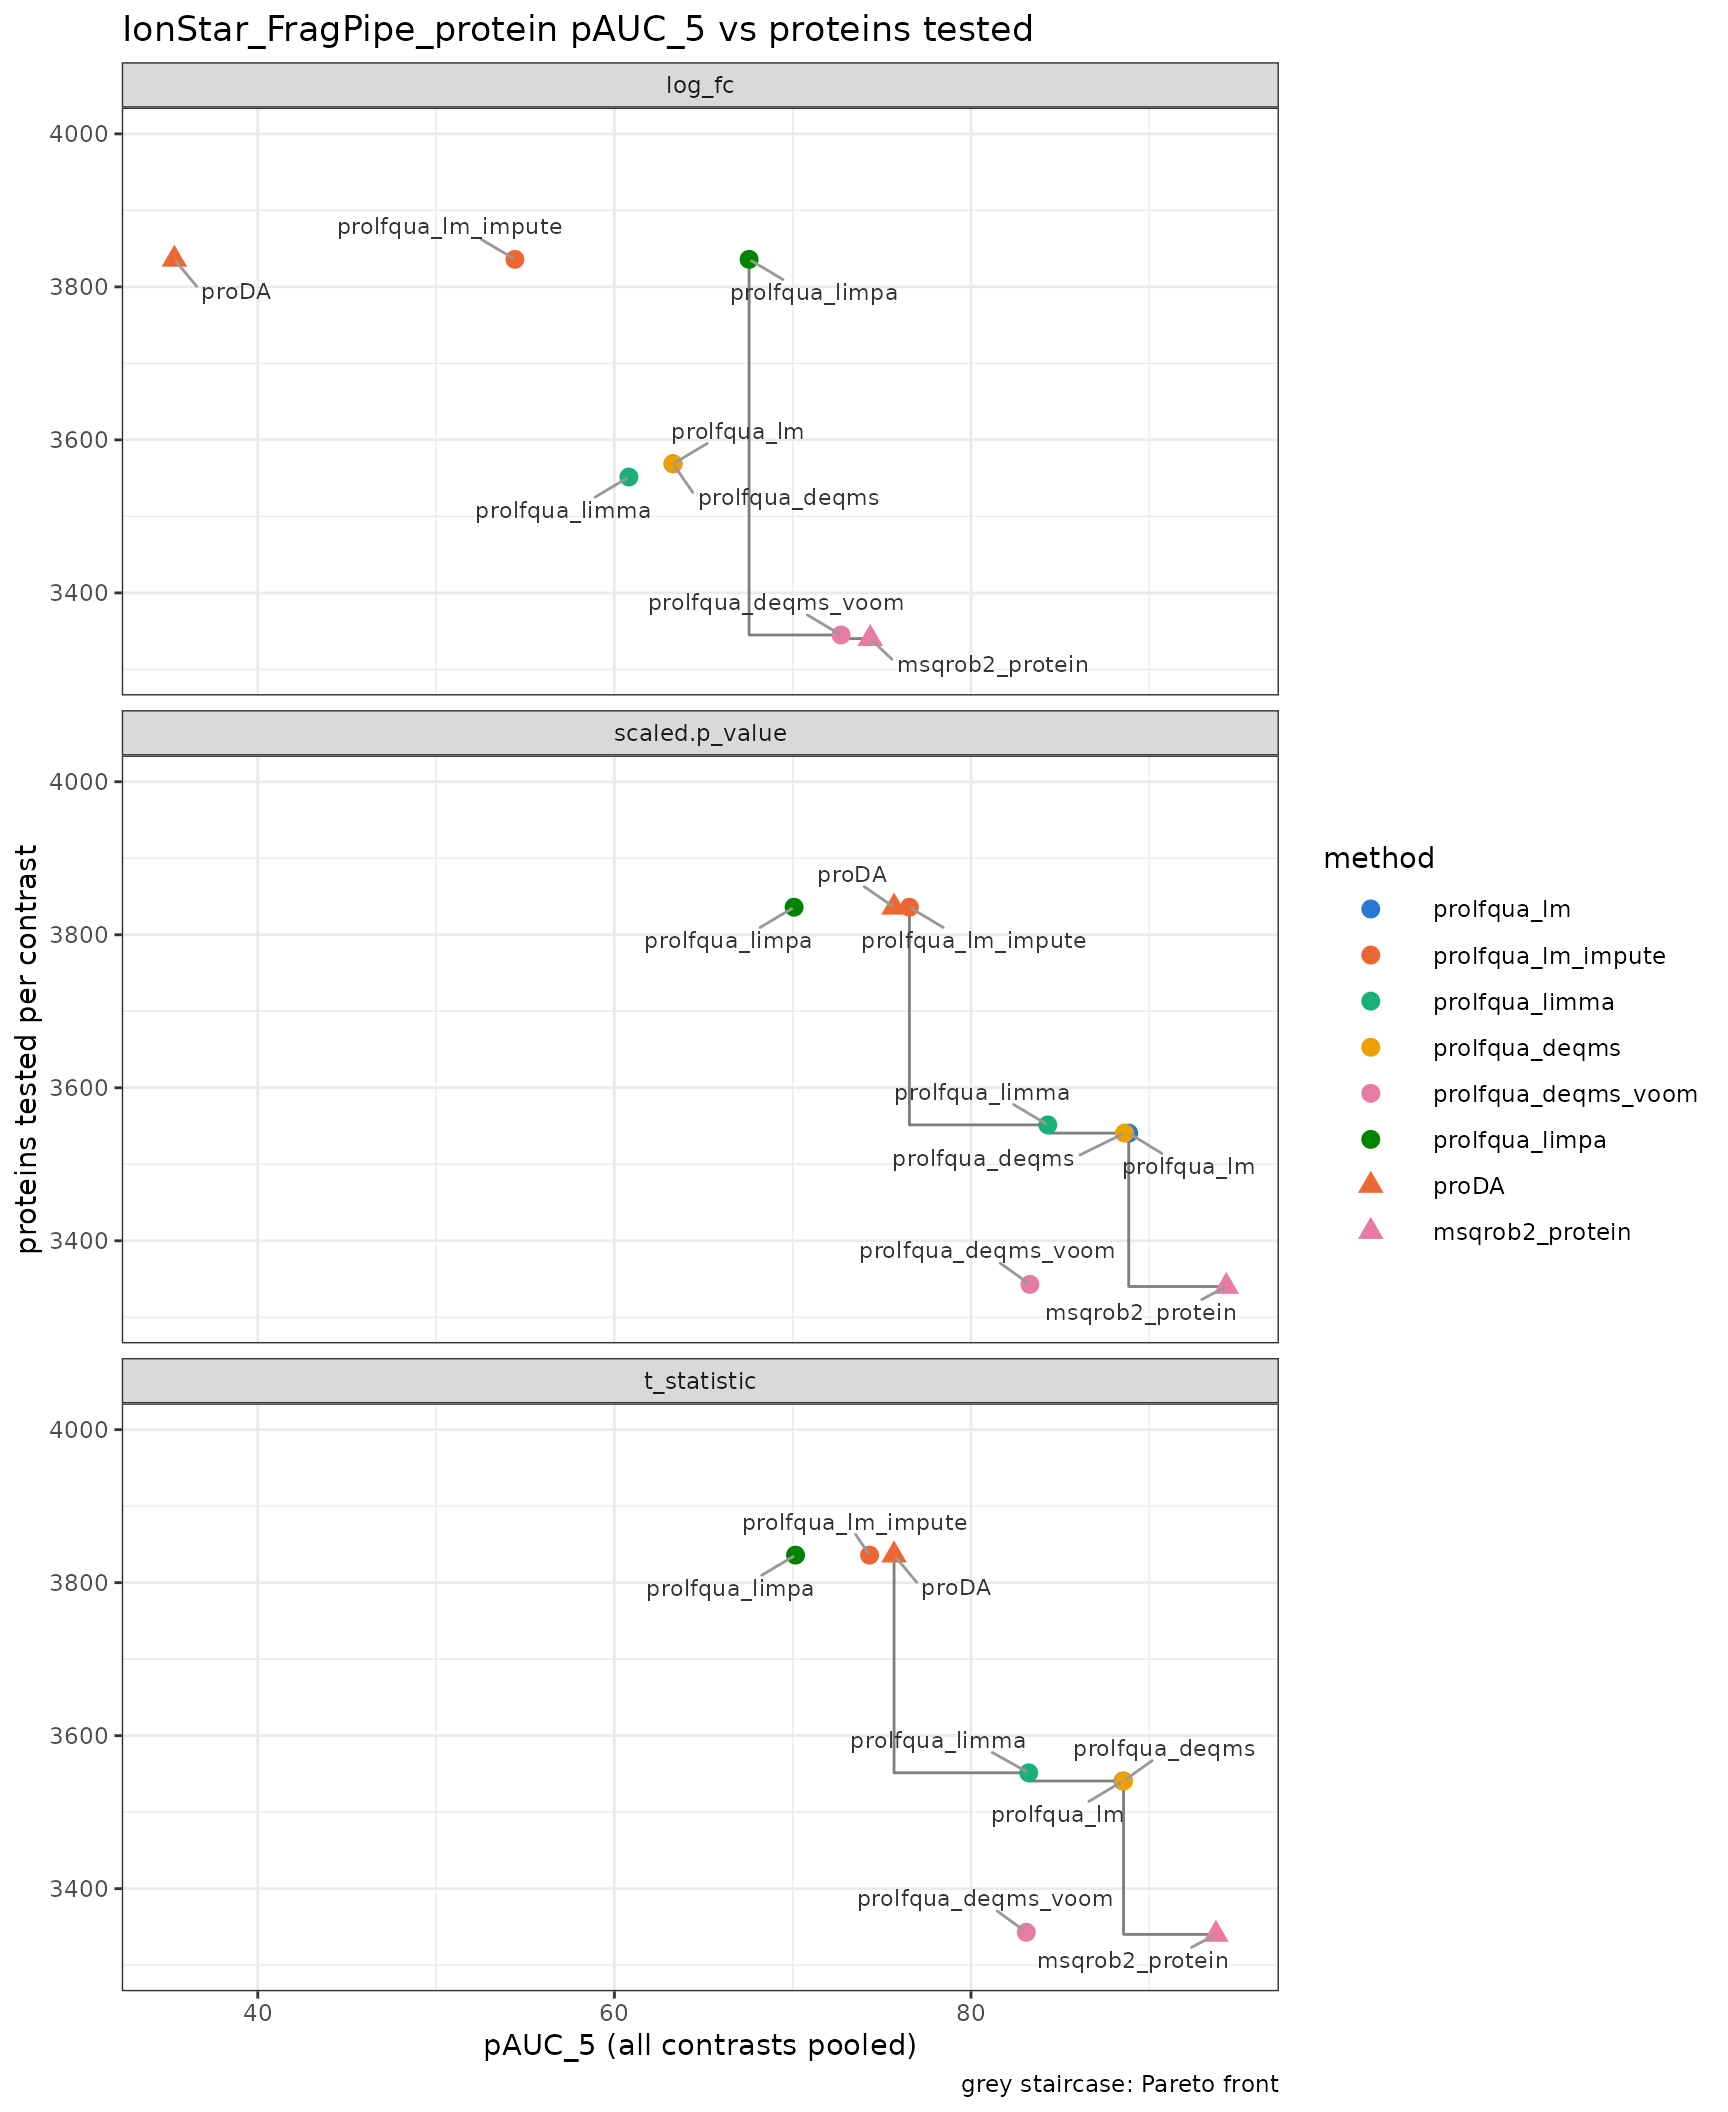 IonStar_FragPipe_protein pAUC_5 vs proteins tested
log_fc
4000
3800
3600
3400
prolfqua_lm_impute
proDA
prolfqua_limpa
prolfqua_lm
prolfqua_deqms
prolfqua_limma
prolfqua_deqms_voom
msqrob2_protein
scaled.p_value
4000
3800
3600
3400
proDA
prolfqua_limpa
prolfqua_lm_impute
prolfqua_limma
prolfqua_deqms
prolfqua_lm
prolfqua_deqms_voom
msqrob2_protein
t_statistic
4000
3800
3600
3400
prolfqua_lm_impute
prolfqua_limpa
proDA
prolfqua_limma
prolfqua_deqms
prolfqua_lm
prolfqua_deqms_voom
msqrob2_protein
40
60
80
proteins tested per contrast
pAUC_5 (all contrasts pooled)
grey staircase: Pareto front
method
prolfqua_lm
prolfqua_lm_impute
prolfqua_limma
prolfqua_deqms
prolfqua_deqms_voom
prolfqua_limpa
proDA
msqrob2_protein